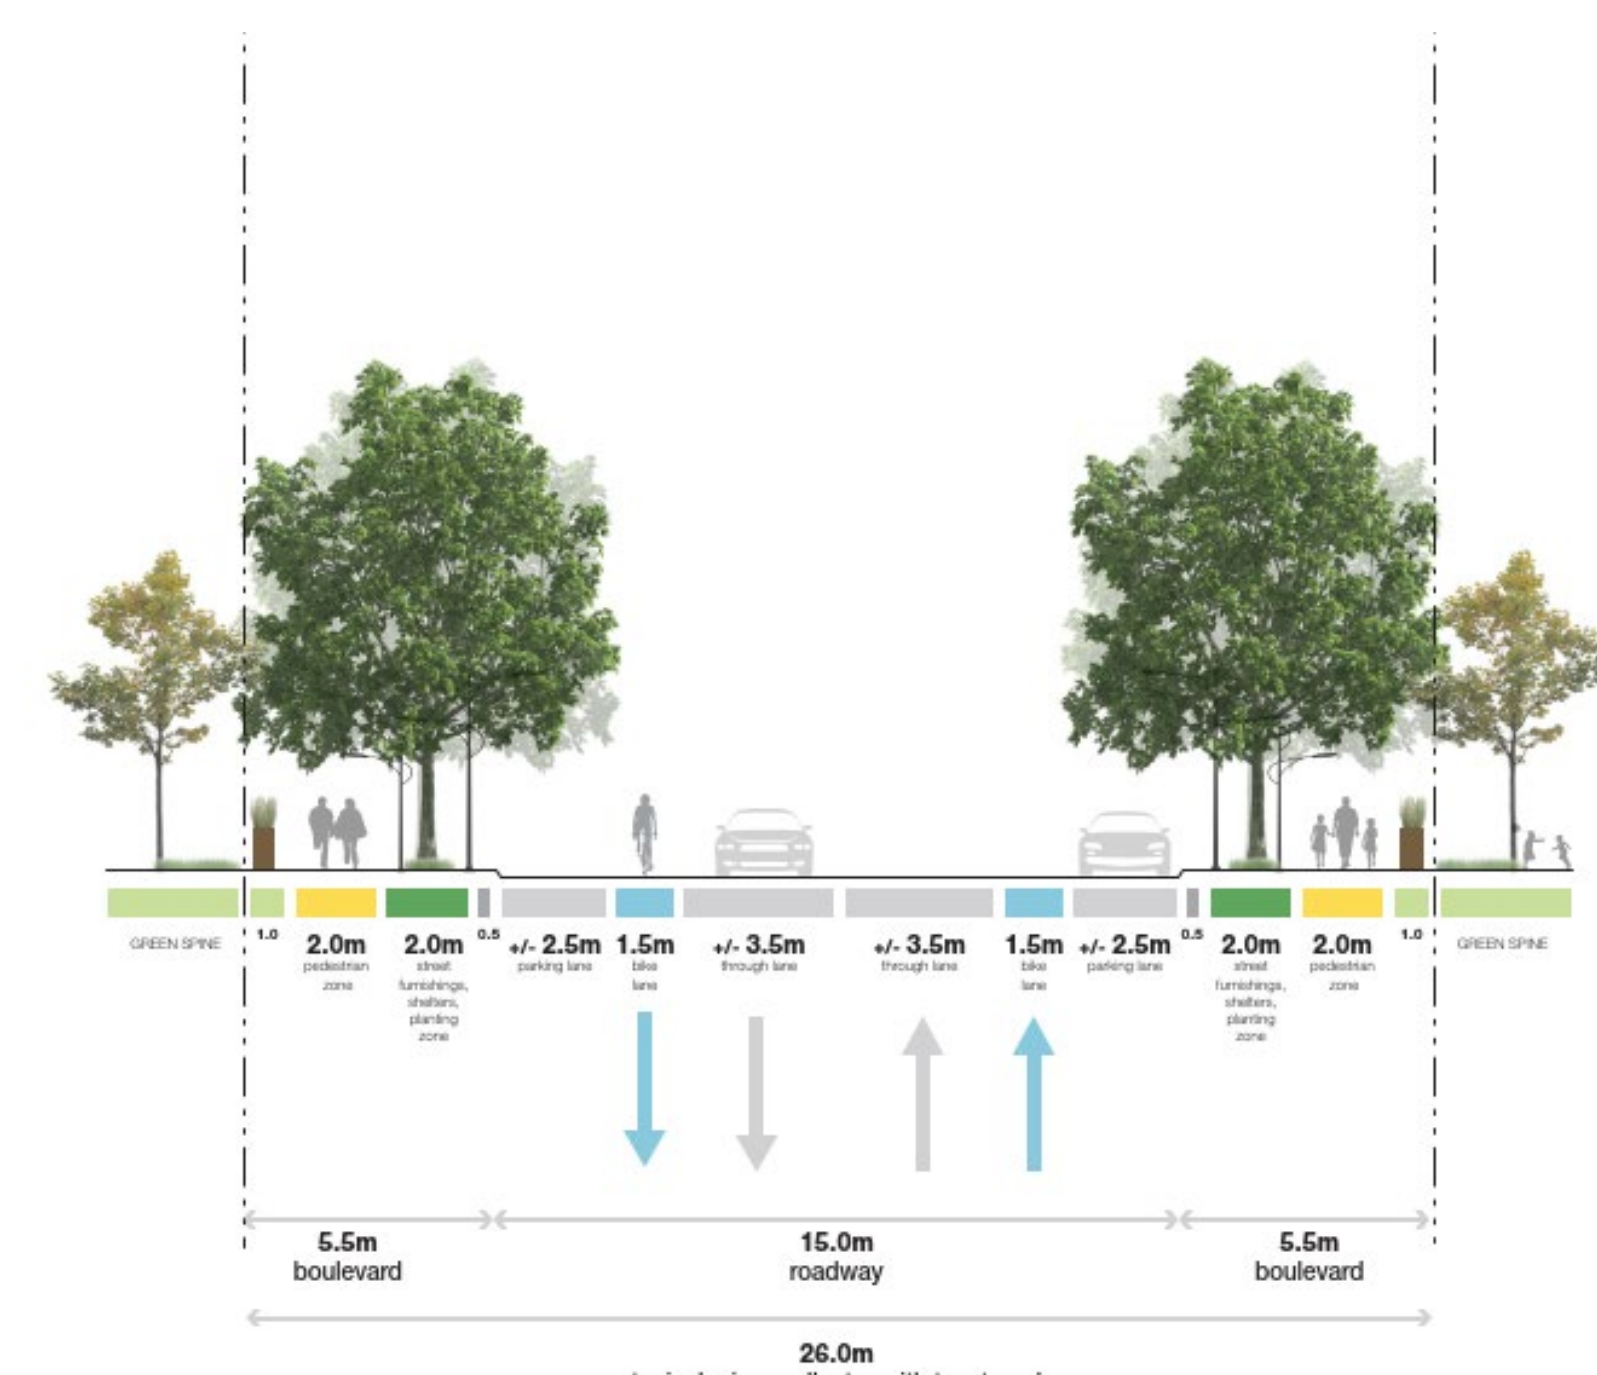 GREEN SPINE
1.0
2.0m
pedestrian
zone
2.0m
street
furnishings,
shelters,
planting
zone
0.5
+/- 2.5m
parking lane
1.5m
bike
lane
+/- 3.5m
through lane
+/- 3.5m
through lane
1.5m
bike
lane
+/- 2.5m
parking lane
0.5
2.0m
street
furnishings,
shelters,
planting
zone
2.0m
pedestrian
zone
1.0
GREEN SPINE
5.5m
boulevard
15.0m
roadway
5.5m
boulevard
26.0m